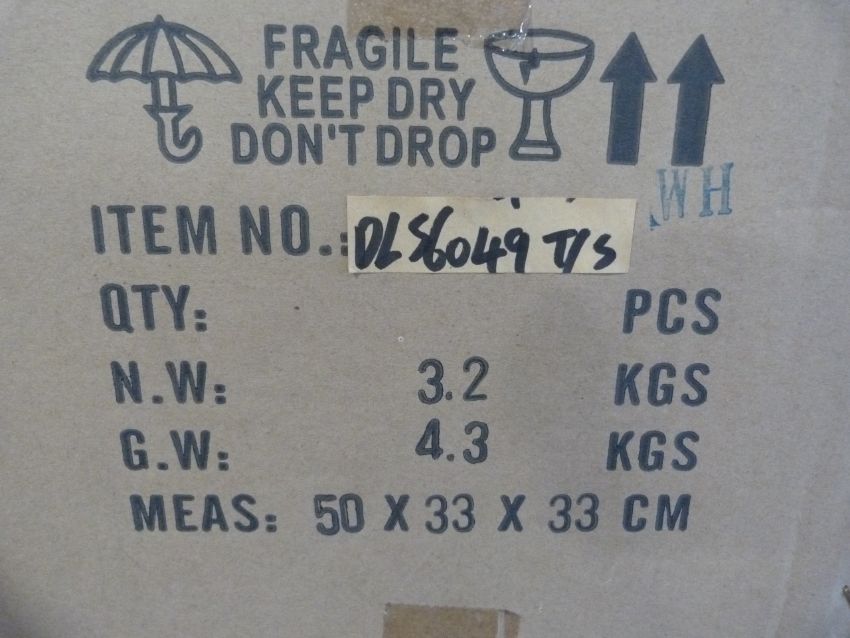 FRAGILE
KEEP DRY
DON'T DROP
WH
ITEM NO.: DLS6049 T/S
QTY: PCS
N.W: 3.2 KGS
G.W: 4.3 KGS
MEAS: 50 X 33 X 33 CM